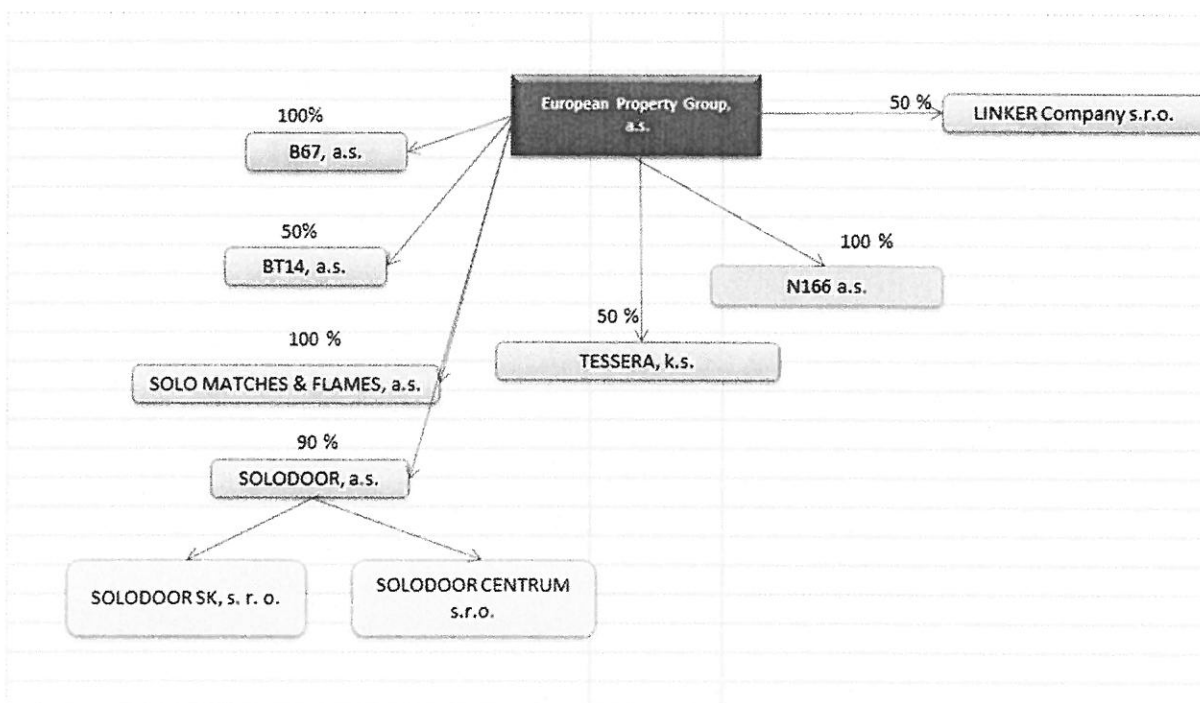 European Property Group,
a.s.
50 %
LINKER Company s.r.o.
100%
B67, a.s.
50%
BT14, a.s.
100 %
N166 a.s.
50 %
TESSERA, k.s.
100 %
SOLO MATCHES & FLAMES, a.s.
90 %
SOLODOOR, a.s.
SOLODOOR SK, s. r. o.
SOLODOOR CENTRUM
s.r.o.